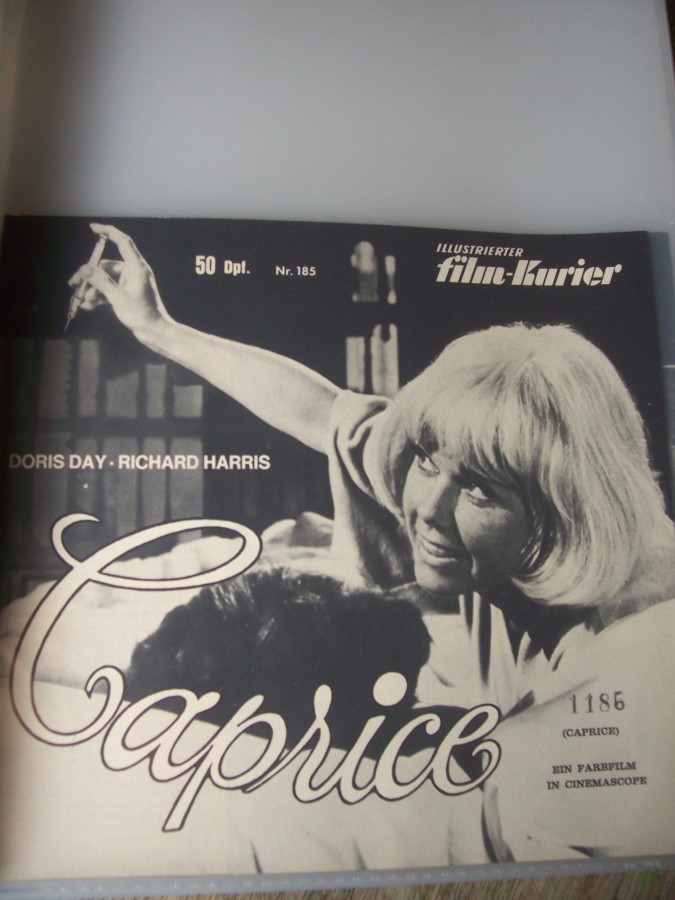 50 Dpf. Nr. 185
ILLUSTRIERTER
film-Kurier
DORIS DAY · RICHARD HARRIS
Caprice
1186
(CAPRICE)
EIN FARBFILM
IN CINEMASCOPE